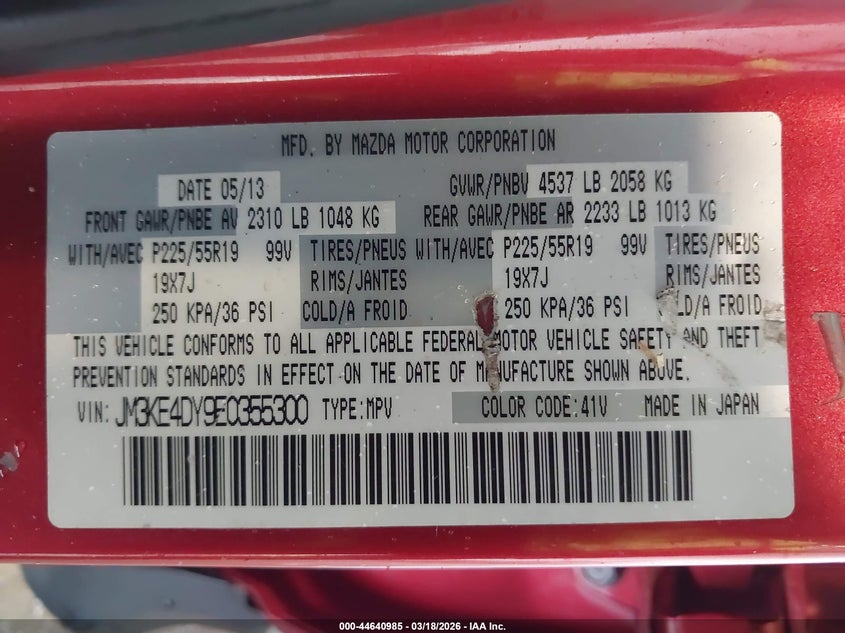 MFD. BY MAZDA MOTOR CORPORATION
DATE 05/13 GVWR/PNBV 4537 LB 2058 KG
FRONT GAWR/PNBE AV 2310 LB 1048 KG REAR GAWR/PNBE AR 2233 LB 1013 KG
WITH/AVEC P225/55R19 99V TIRES/PNEUS WITH/AVEC P225/55R19 99V TIRES/PNEUS
19X7J RIMS/JANTES 19X7J RIMS/JANTES
250 KPA/36 PSI COLD/A FROID 250 KPA/36 PSI LD/A FROID
THIS VEHICLE CONFORMS TO ALL APPLICABLE FEDERAL MOTOR VEHICLE SAFETY AND THEFT
PREVENTION STANDARDS IN EFFECT ON THE DATE OF MANUFACTURE SHOWN ABOVE.
VIN: JM3KE4DY9E0355300 TYPE:MPV COLOR CODE:41V MADE IN JAPAN
000-44640985 — 03/18/2026 — IAA Inc.